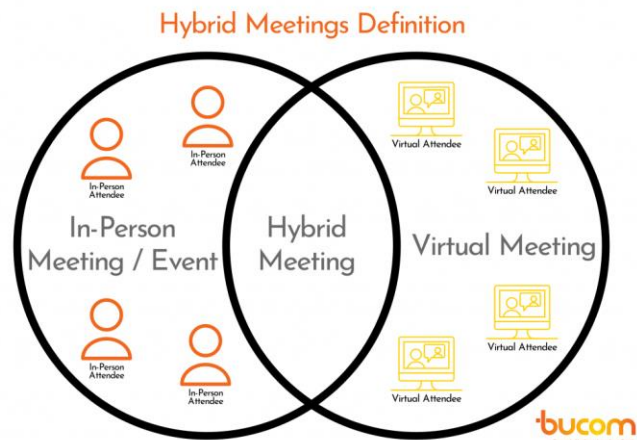 Hybrid Meetings Definition
In-Person
Attendee
In-Person
Attendee
Virtual Attendee
Virtual Attendee
In-Person
Meeting / Event
Hybrid
Meeting
Virtual Meeting
In-Person
Attendee
In-Person
Attendee
Virtual Attendee
Virtual Attendee
bucom